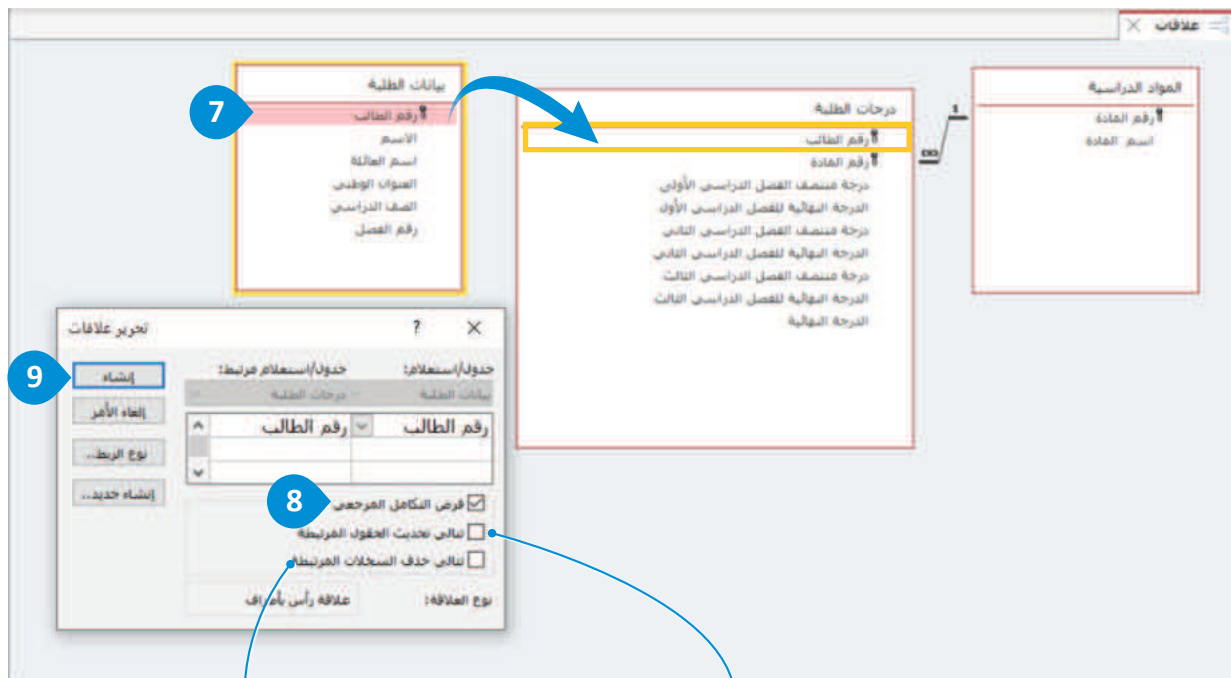 علاقات
المواد الدراسية
رقم المادة
اسم المادة
1
∞
درجات الطلبة
رقم الطالب
رقم المادة
درجة منتصف الفصل الدراسي الأولى
الدرجة النهائية للفصل الدراسي الأول
درجة منتصف الفصل الدراسي الثاني
الدرجة النهائية للفصل الدراسي الثاني
درجة منتصف الفصل الدراسي الثالث
الدرجة النهائية للفصل الدراسي الثالث
الدرجة النهائية
بيانات الطلبة
رقم الطالب
الاسم
اسم العائلة
العنوان الوطني
الصف الدراسي
رقم الفصل
7
تحرير علاقات
?
جدول/استعلام: جدول/استعلام مرتبط:
بيانات الطلبة درجات الطلبة
رقم الطالب رقم الطالب
إنشاء
9
إلغاء الأمر
نوع الربط..
إنشاء جديد..
فرض التكامل المرجعي
8
تتالي تحديث الحقول المرتبطة
تتالي حذف السجلات المرتبطة
نوع العلاقة: علاقة رأس بأطراف